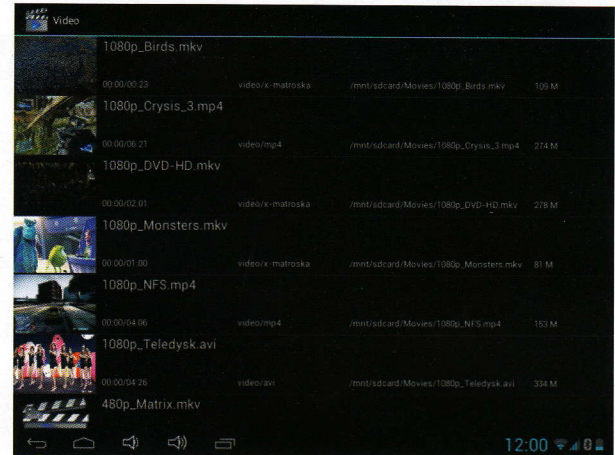 Video
1080p_Birds.mkv
00:00/00:23 video/x-matroska /mnt/sdcard/Movies/1080p_Birds.mkv 109 M
1080p_Crysis_3.mp4
00:00/06:21 video/mp4 /mnt/sdcard/Movies/1080p_Crysis_3.mp4 274 M
1080p_DVD-HD.mkv
00:00/02:01 video/x-matroska /mnt/sdcard/Movies/1080p_DVD-HD.mkv 278 M
1080p_Monsters.mkv
00:00/01:00 video/x-matroska /mnt/sdcard/Movies/1080p_Monsters.mkv 81 M
1080p_NFS.mp4
00:00/04:06 video/mp4 /mnt/sdcard/Movies/1080p_NFS.mp4 153 M
1080p_Teledysk.avi
00:00/04:26 video/avi /mnt/sdcard/Movies/1080p_Teledysk.avi 334 M
480p_Matrix.mkv
12:00